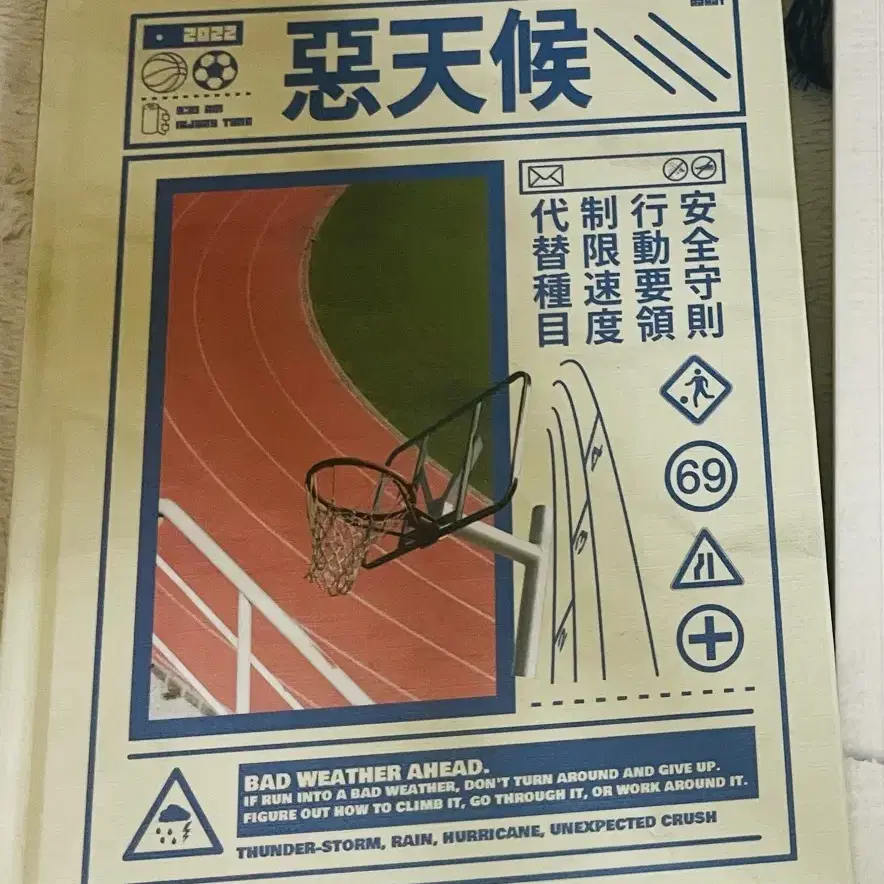 2022
惡天候
安全守則
行動要領
制限速度
代替種目
69
BAD WEATHER AHEAD.
IF RUN INTO A BAD WEATHER, DON'T TURN AROUND AND GIVE UP.
FIGURE OUT HOW TO CLIMB IT, GO THROUGH IT, OR WORK AROUND IT.
THUNDER-STORM, RAIN, HURRICANE, UNEXPECTED CRUSH